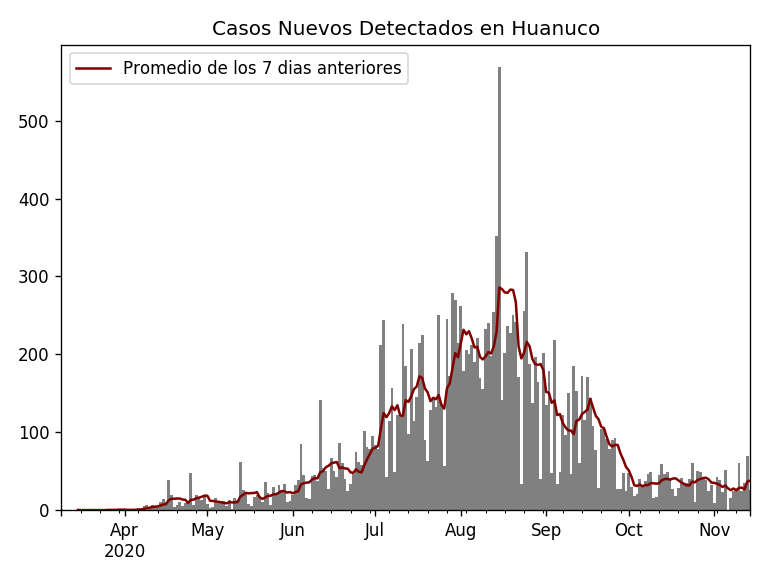 Casos Nuevos Detectados en Huanuco
Promedio de los 7 dias anteriores
500
400
300
200
100
0
Apr
2020
May
Jun
Jul
Aug
Sep
Oct
Nov